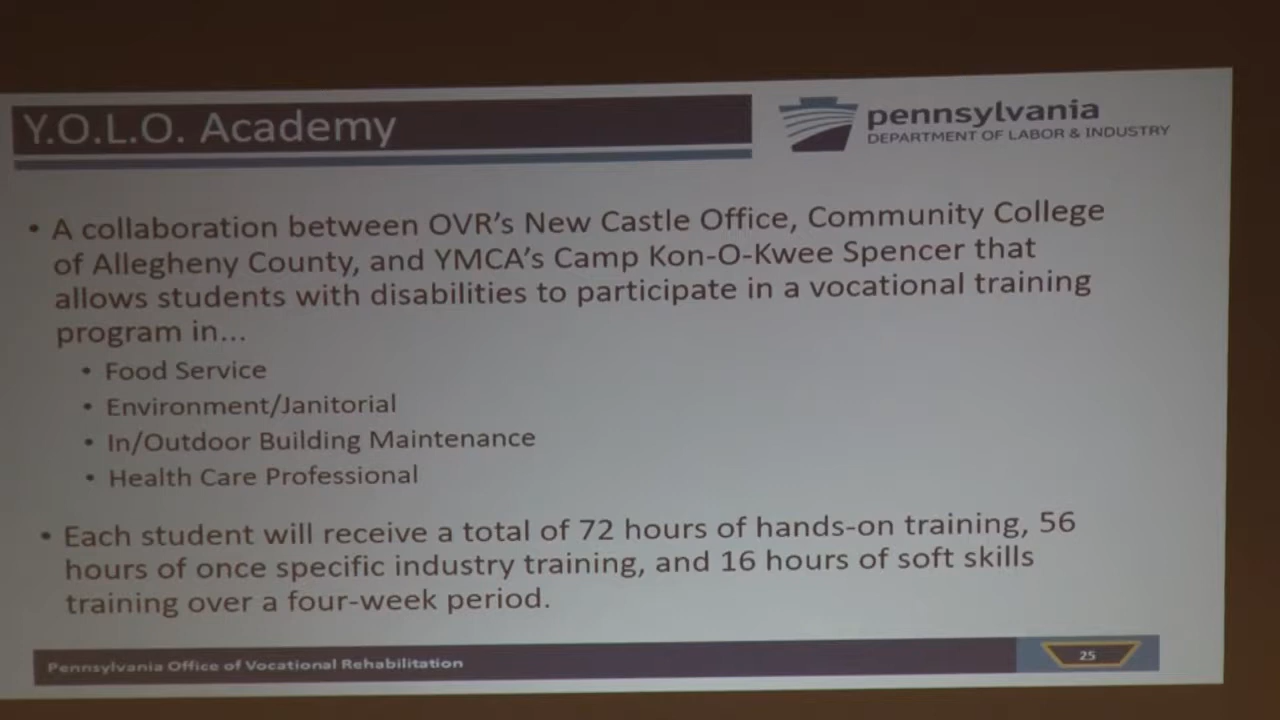 Y.O.L.O. Academy
pennsylvania
DEPARTMENT OF LABOR & INDUSTRY
• A collaboration between OVR's New Castle Office, Community College
of Allegheny County, and YMCA's Camp Kon-O-Kwee Spencer that
allows students with disabilities to participate in a vocational training
program in...
• Food Service
• Environment/Janitorial
• In/Outdoor Building Maintenance
• Health Care Professional
• Each student will receive a total of 72 hours of hands-on training, 56
hours of once specific industry training, and 16 hours of soft skills
training over a four-week period.
Pennsylvania Office of Vocational Rehabilitation
25